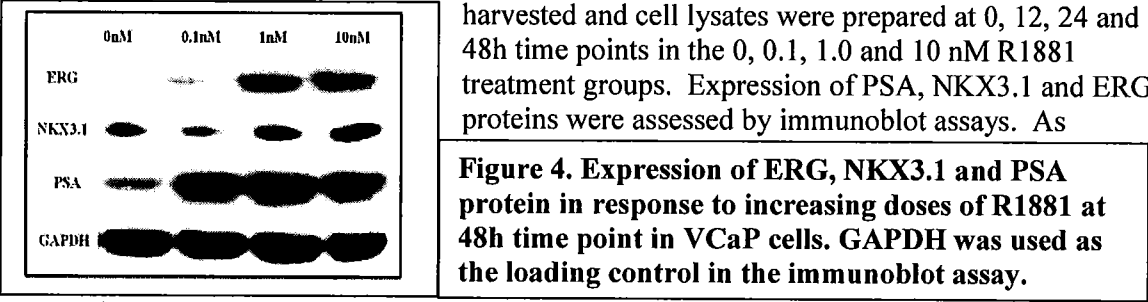 0nM 0.1nM 1nM 10nM
ERG
NKX3.1
PSA
GAPDH
harvested and cell lysates were prepared at 0, 12, 24 and
48h time points in the 0, 0.1, 1.0 and 10 nM R1881
treatment groups. Expression of PSA, NKX3.1 and ERG
proteins were assessed by immunoblot assays. As
Figure 4. Expression of ERG, NKX3.1 and PSA
protein in response to increasing doses of R1881 at
48h time point in VCaP cells. GAPDH was used as
the loading control in the immunoblot assay.